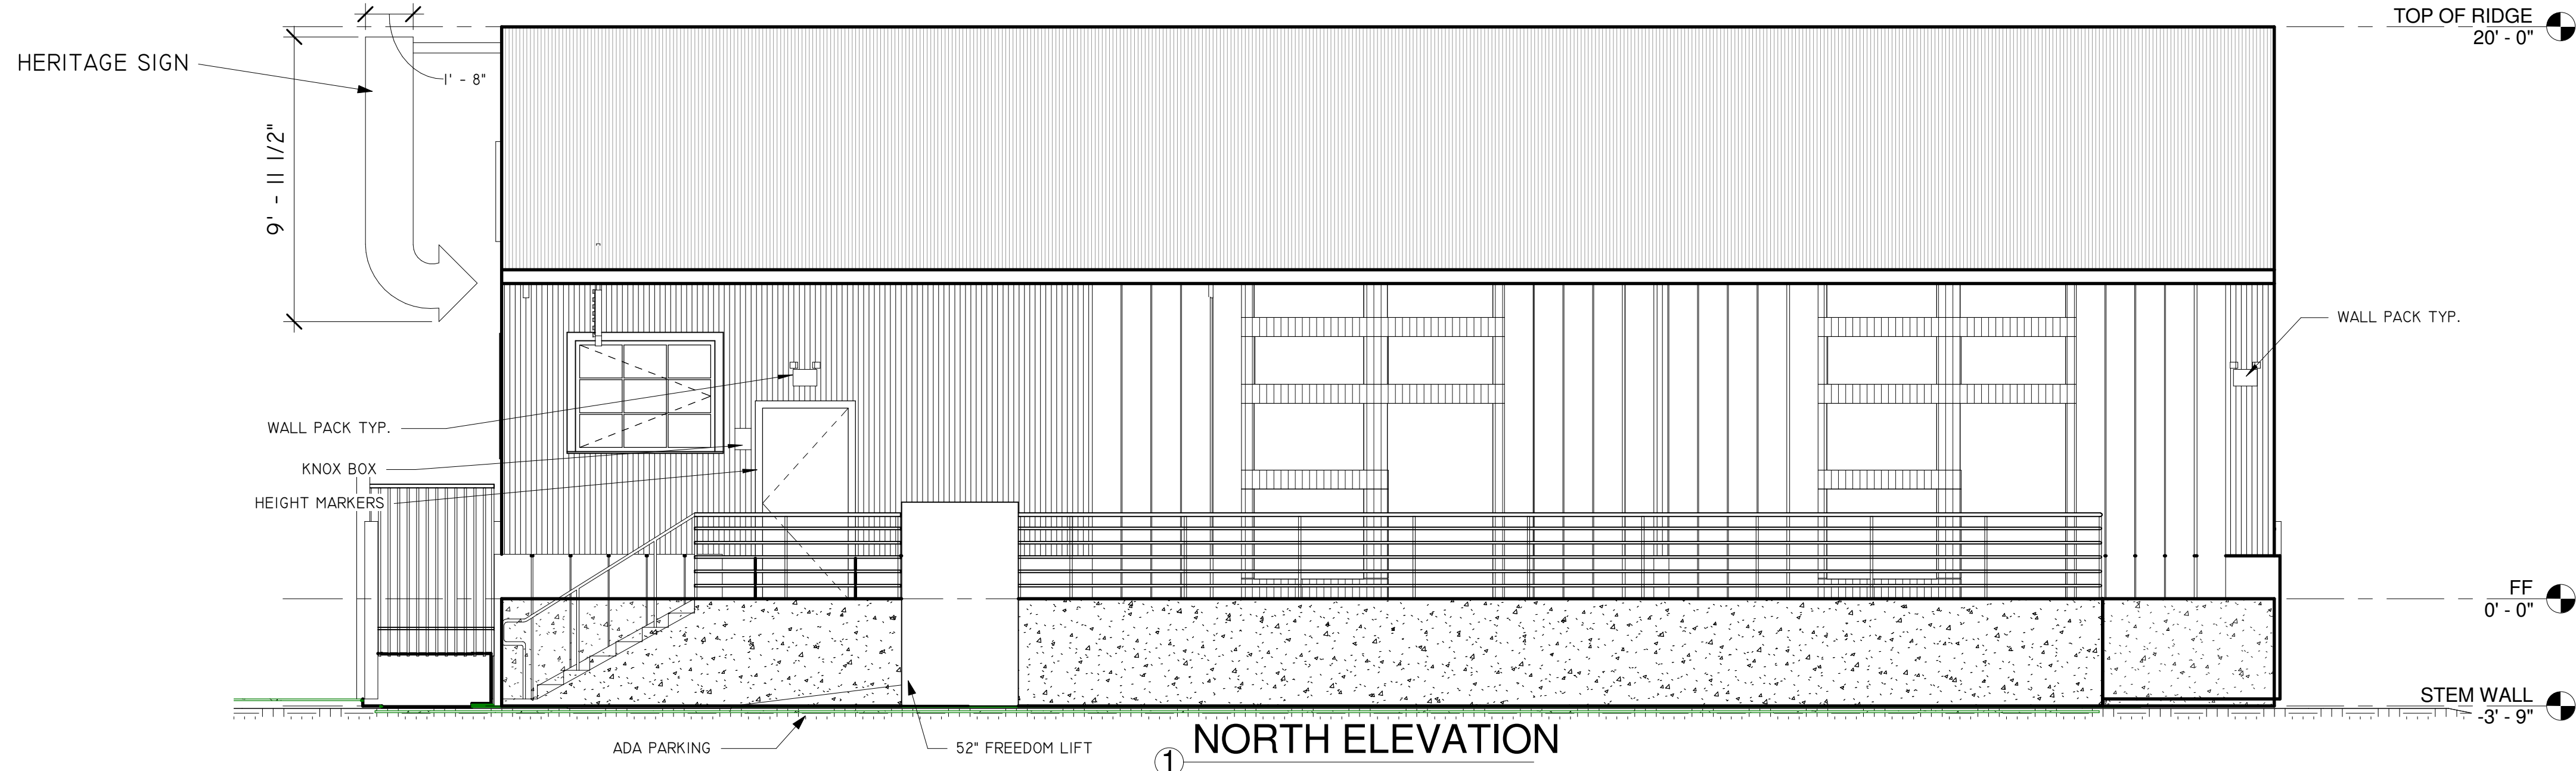 TOP OF RIDGE
20' - 0"
HERITAGE SIGN
1' - 8"
9' - 11 1/2"
WALL PACK TYP.
WALL PACK TYP.
KNOX BOX
HEIGHT MARKERS
FF
0' - 0"
STEM WALL
-3' - 9"
ADA PARKING
52" FREEDOM LIFT
1
NORTH ELEVATION